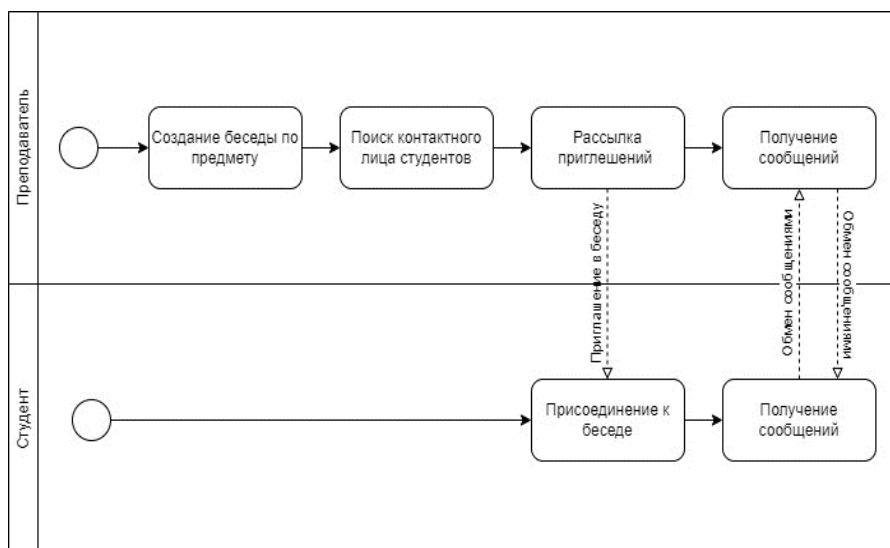 Преподаватель
Создание беседы по
предмету
Поиск контактного
лица студентов
Рассылка
приглешений
Получение
сообщений
Приглашение в беседу
Обмен сообщениями
Обмен сообщениями
Студент
Присоединение к
беседе
Получение
сообщений